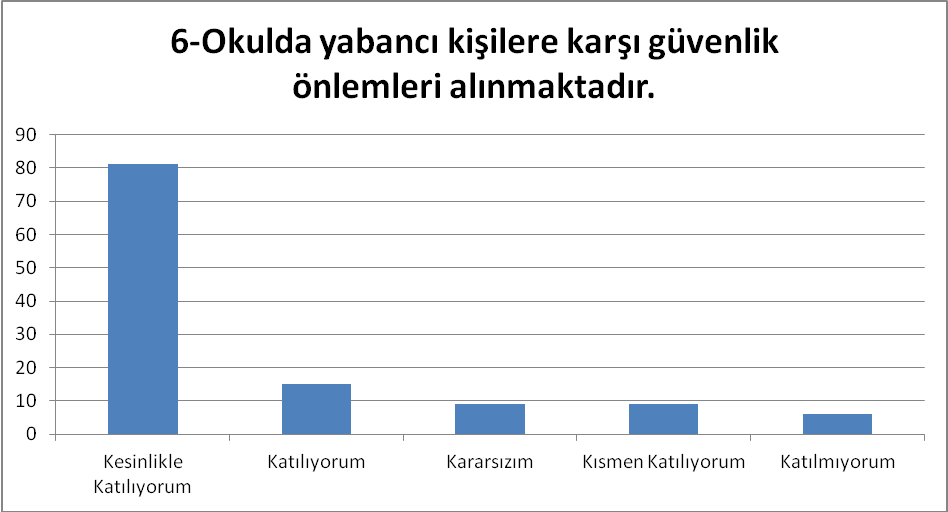 6-Okulda yabancı kişilere karşı güvenlik
önlemleri alınmaktadır.
90
80
70
60
50
40
30
20
10
0
Kesinlikle
Katılıyorum
Katılıyorum
Kararsızım
Kısmen Katılıyorum
Katılmıyorum